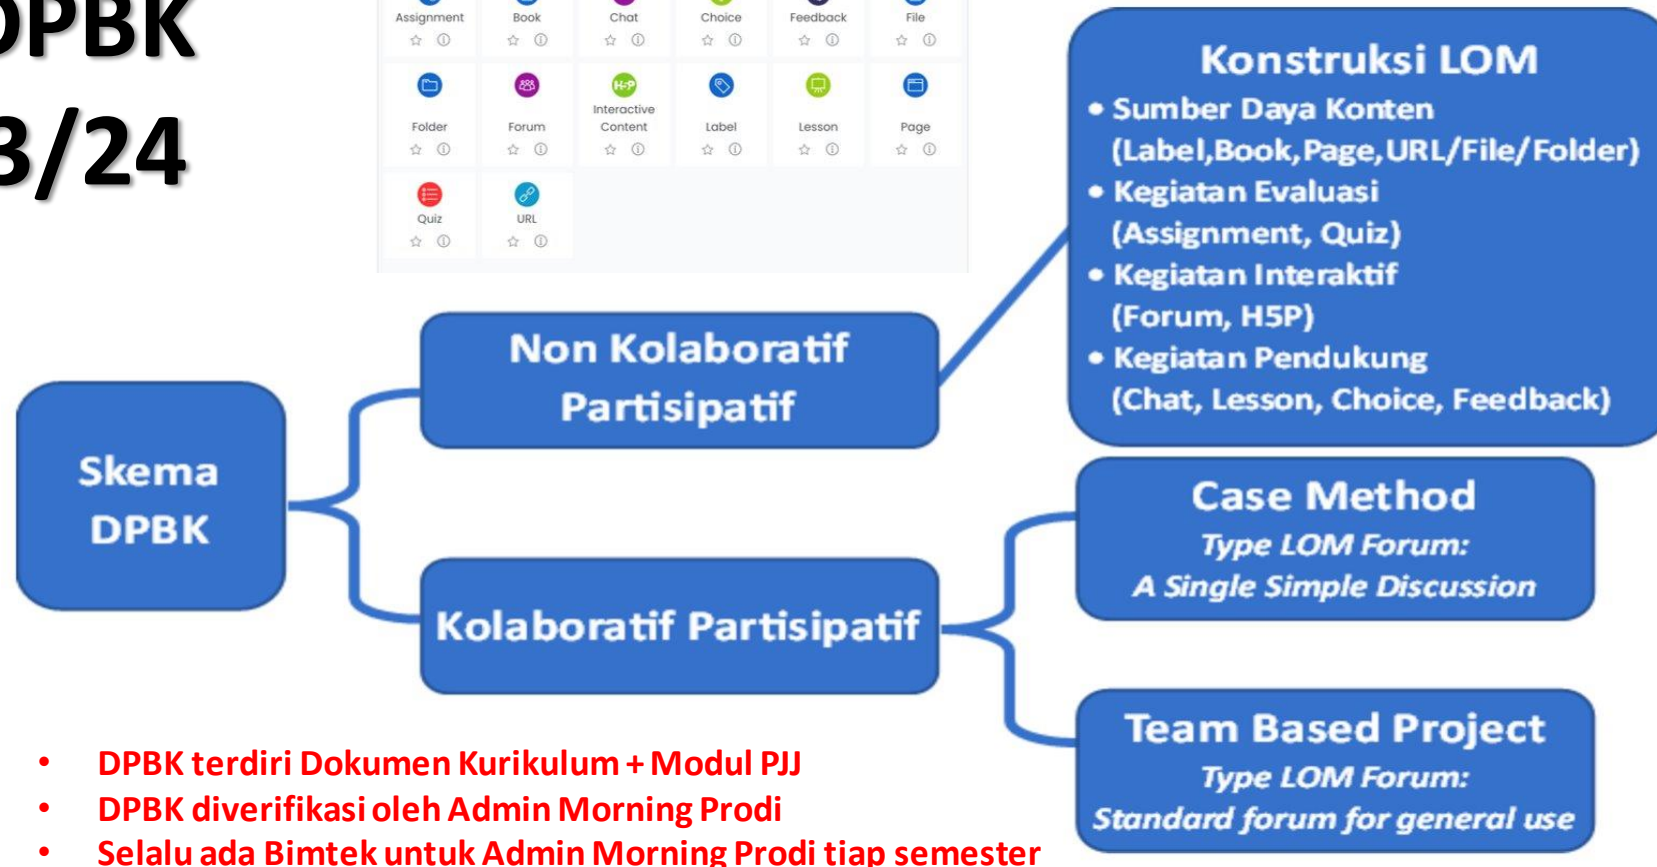 DPBK
3/24
Assignment Book Chat Choice Feedback File
Folder Forum Interactive Content Label Lesson Page
H5P
Quiz URL
Konstruksi LOM
• Sumber Daya Konten
(Label,Book,Page,URL/File/Folder)
• Kegiatan Evaluasi
(Assignment, Quiz)
• Kegiatan Interaktif
(Forum, H5P)
• Kegiatan Pendukung
(Chat, Lesson, Choice, Feedback)
Skema
DPBK
Non Kolaboratif
Partisipatif
Kolaboratif Partisipatif
Case Method
Type LOM Forum:
A Single Simple Discussion
Team Based Project
Type LOM Forum:
Standard forum for general use
• DPBK terdiri Dokumen Kurikulum + Modul PJJ
• DPBK diverifikasi oleh Admin Morning Prodi
• Selalu ada Bimtek untuk Admin Morning Prodi tiap semester